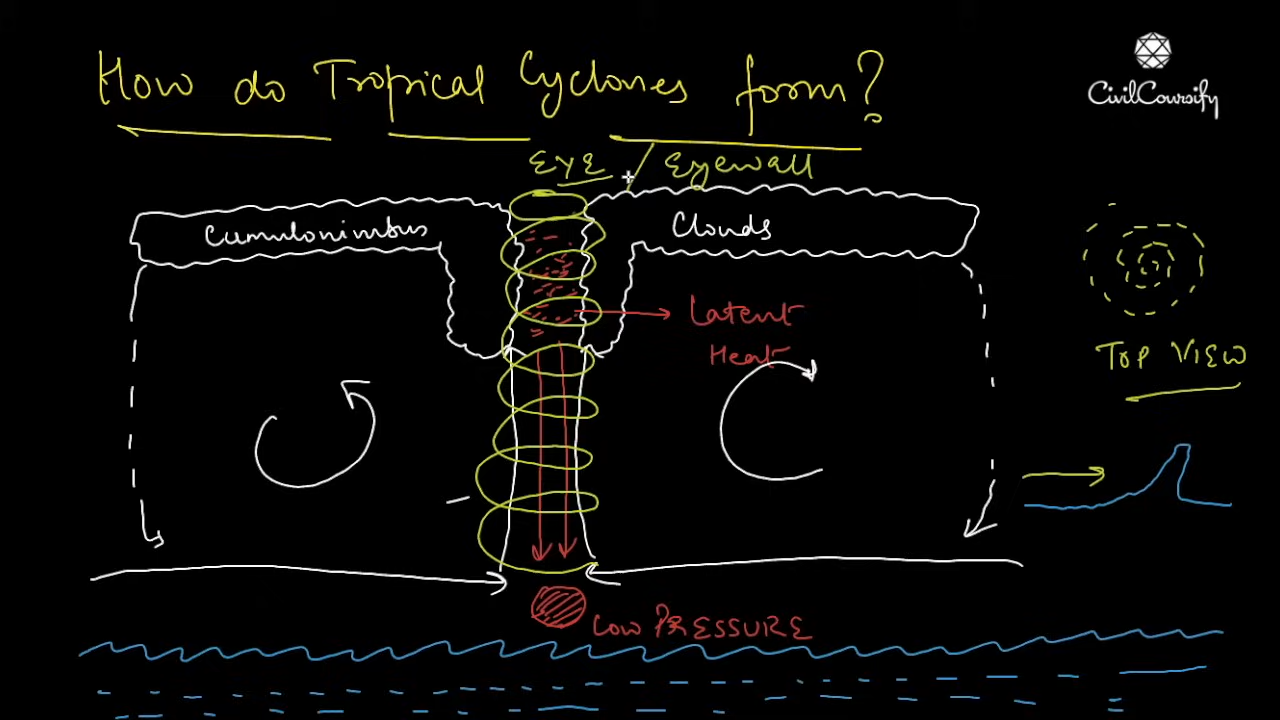 How do Tropical Cyclones form?
CivilCoursify
EYE / Eyewall
Cumulonimbus Clouds
Latent
Heat
TOP VIEW
LOW PRESSURE